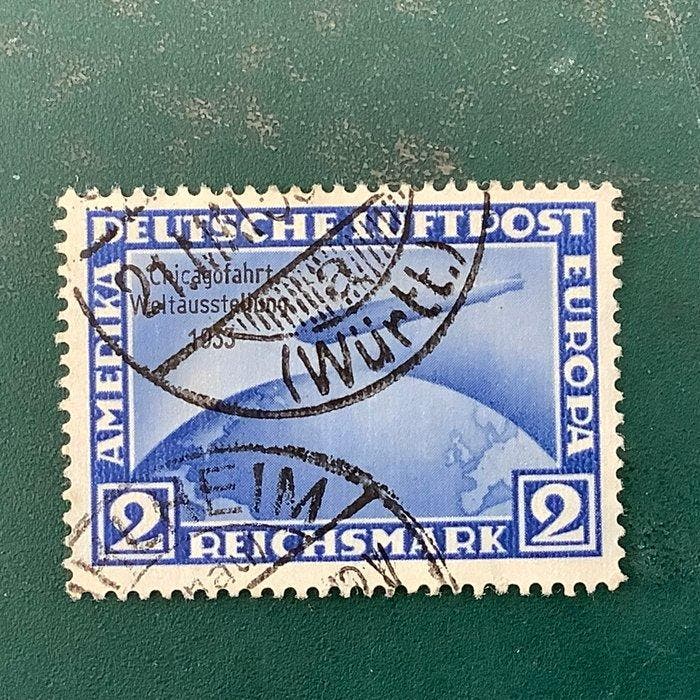 DEUTSCHE LUFTPOST
AMERIKA
EUROPA
Chicagofahrt
Weltausstellung
1933
(Württ.)
2
REICHSMARK
2